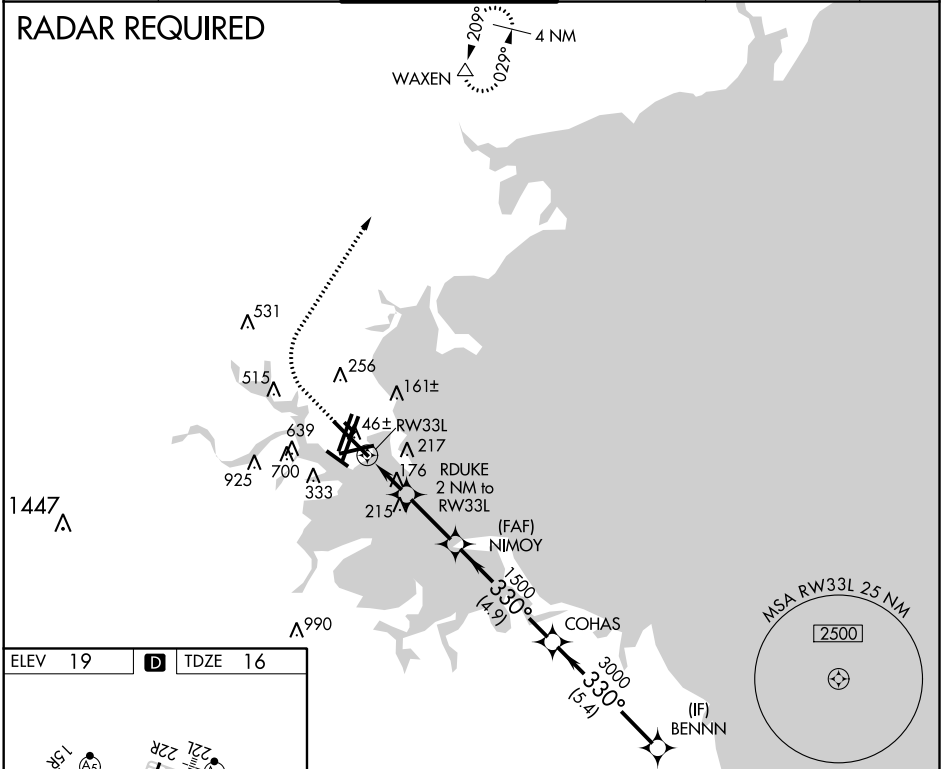 RADAR REQUIRED
209°
4 NM
029°
WAXEN
531
256
515
161±
46±
RW33L
639
217
925
700
333
176
RDUKE
2 NM to
RW33L
215
1447
(FAF)
NIMOY
1500
330°
(4.9)
MSA RW33L 25 NM
2500
990
COHAS
3000
330°
(5.4)
(IF)
BENNN
ELEV 19
D
TDZE 16
15R
A5
22R
22L